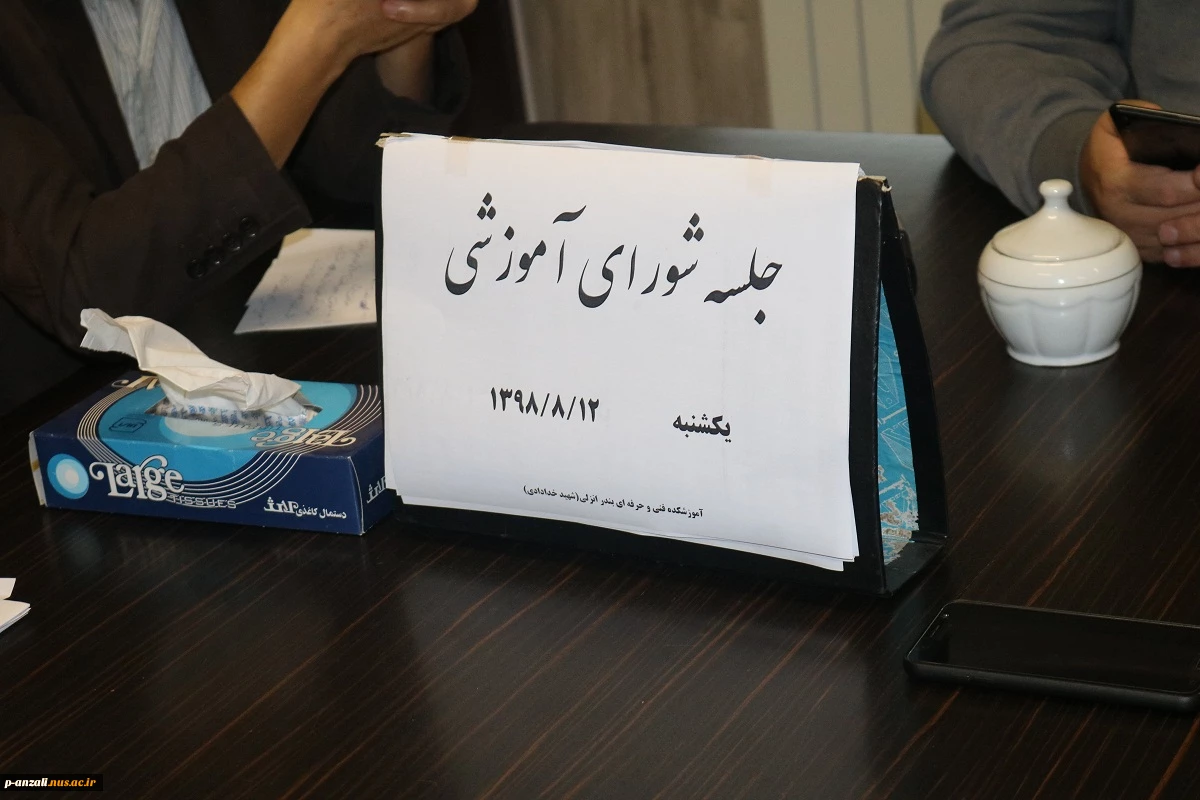 جلسه شورای آموزشی
یکشنبه ۱۳۹۸/۸/۱۲
آموزشکده فنی و حرفه ای بندر انزلی(شهید خدادادی)
Large
TISSUES
دستمال کاغذی
Large
p-anzali.nus.ac.ir